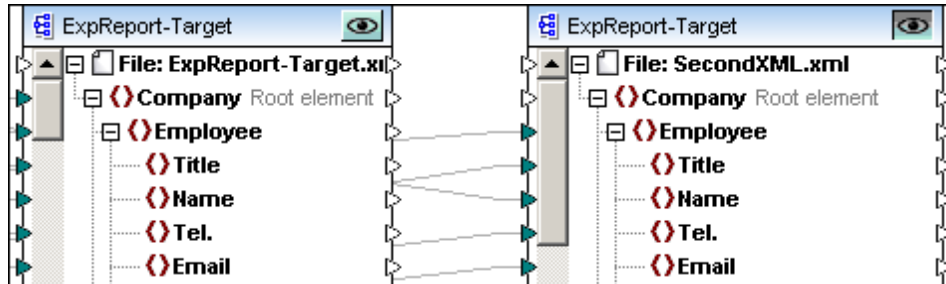 ExpReport-Target
File: ExpReport-Target.x
Company Root element
Employee
Title
Name
Tel.
Email
ExpReport-Target
File: SecondXML.xml
Company Root element
Employee
Title
Name
Tel.
Email